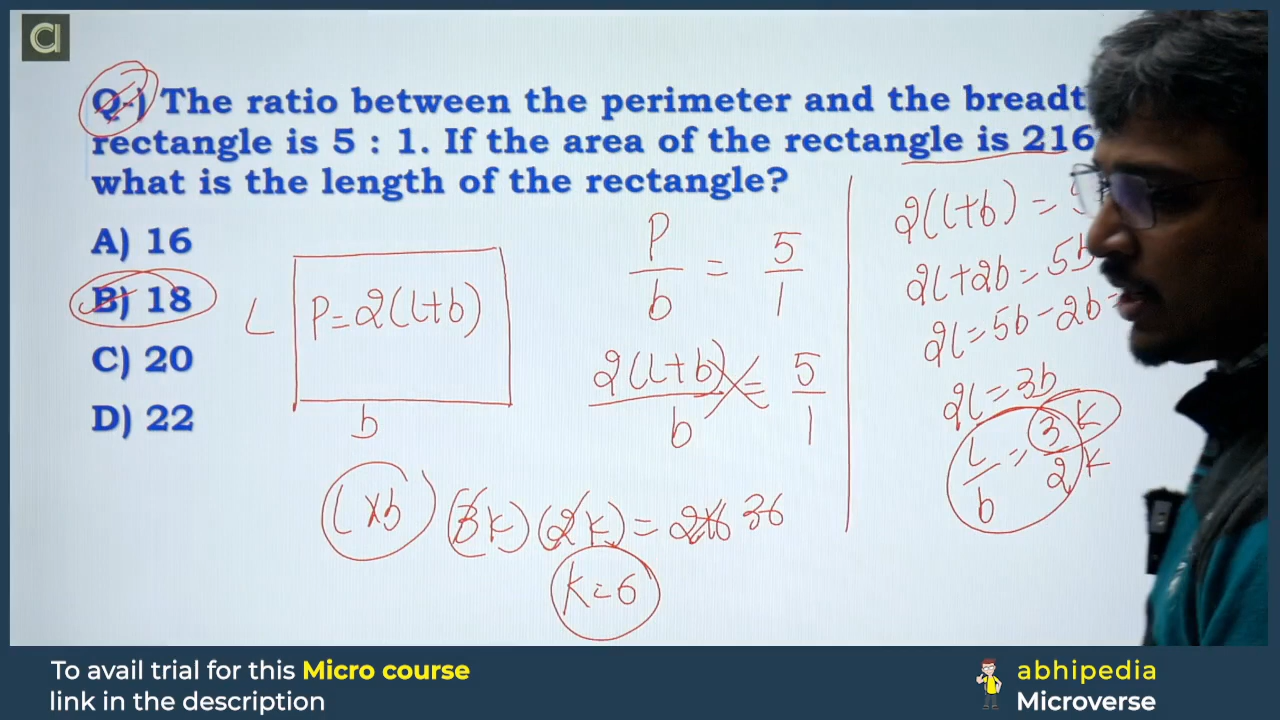 Q-) The ratio between the perimeter and the breadt
rectangle is 5 : 1. If the area of the rectangle is 216
what is the length of the rectangle?
A) 16
B) 18
C) 20
D) 22
L
P=2(l+b)
b
P/b = 5/1
2(l+b)/b = 5/1
2(l+b) = 5
2l+2b = 5b
2l = 5b-2b
2l = 3b
l/b = 3k/2k
l×b (3k) (2k) = 216 36
k=6
To avail trial for this Micro course
link in the description
abhipedia
Microverse